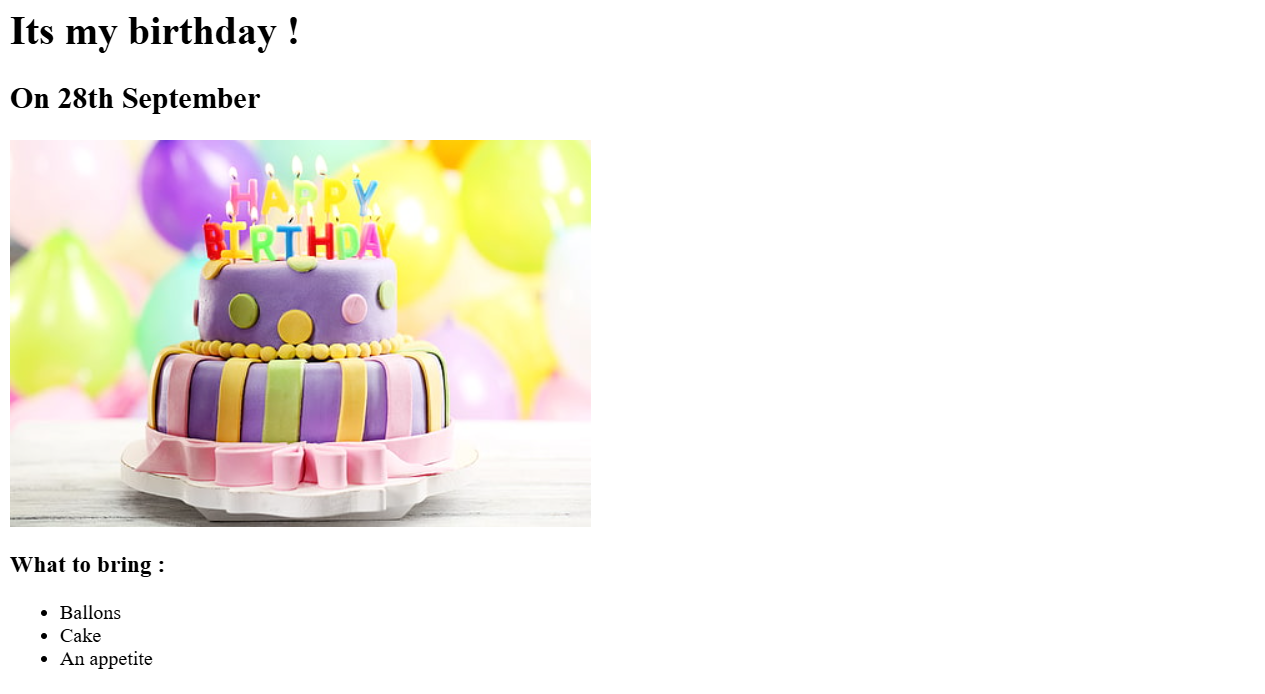 Its my birthday !
On 28th September
HAPPY
BIRTHDAY
What to bring :
Ballons
Cake
An appetite